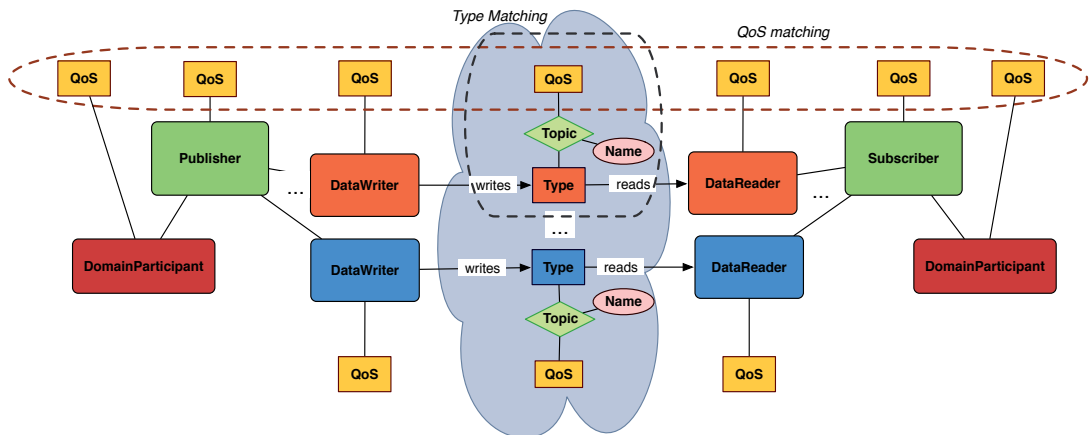 Type Matching
QoS matching
QoS
QoS
QoS
QoS
QoS
QoS
QoS
Publisher
Topic
Name
Subscriber
...
DataWriter
writes
Type
reads
DataReader
...
...
DomainParticipant
DataWriter
writes
Type
reads
DataReader
DomainParticipant
Name
Topic
QoS
QoS
QoS